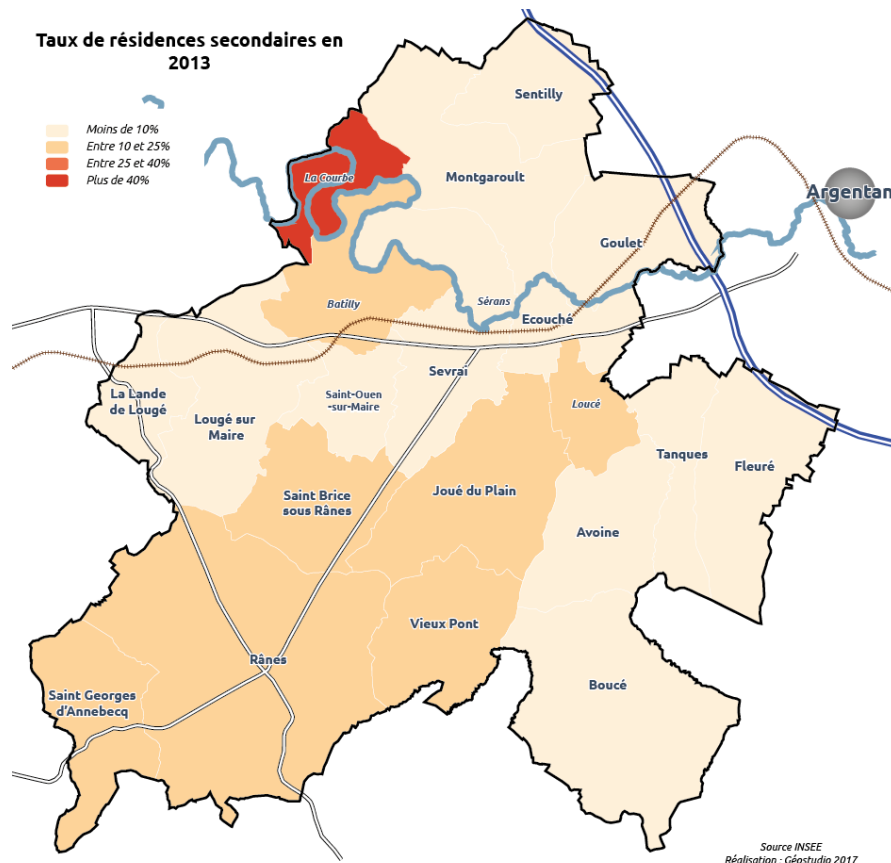 Taux de résidences secondaires en
2013
Moins de 10%
Entre 10 et 25%
Entre 25 et 40%
Plus de 40%
Sentilly
La Courbe
Montgaroult
Argentan
Goulet
Batilly
Sérans
Ecouché
Sevrai
La Lande
de Lougé
Saint-Ouen
-sur-Maire
Lougé sur
Maire
Loucé
Tanques
Fleuré
Saint Brice
sous Rânes
Joué du Plain
Avoine
Vieux Pont
Rânes
Boucé
Saint Georges
d'Annebecq
Source INSEE
Réalisation : Géostudio 2017